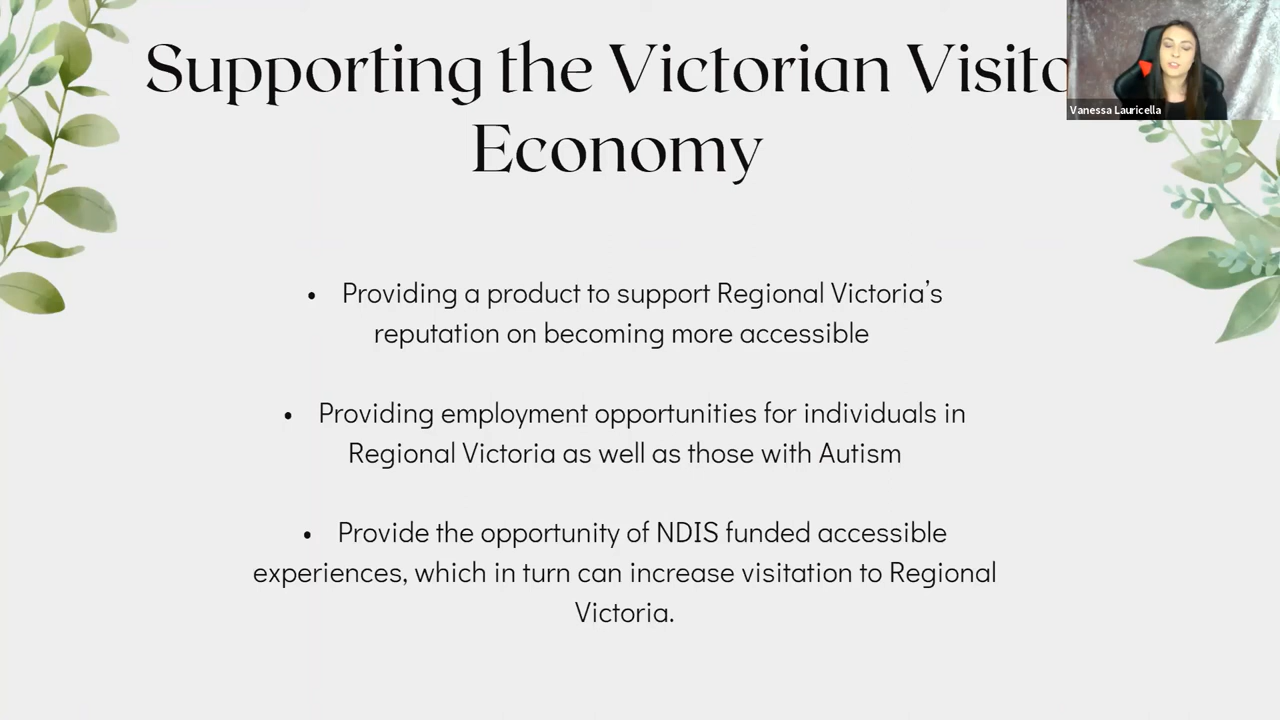 Supporting the Victorian Visito
Economy
Vanessa Lauricella
• Providing a product to support Regional Victoria's
reputation on becoming more accessible
• Providing employment opportunities for individuals in
Regional Victoria as well as those with Autism
• Provide the opportunity of NDIS funded accessible
experiences, which in turn can increase visitation to Regional
Victoria.